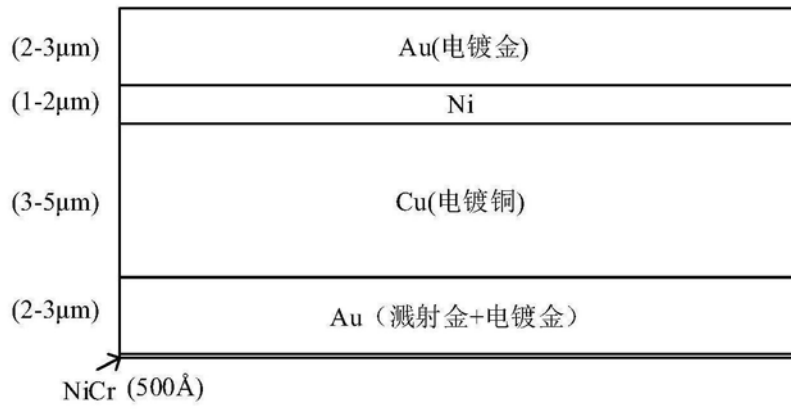 (2-3μm) Au(电镀金)
(1-2μm) Ni
(3-5μm) Cu(电镀铜)
(2-3μm) Au（溅射金+电镀金）
NiCr (500Å)